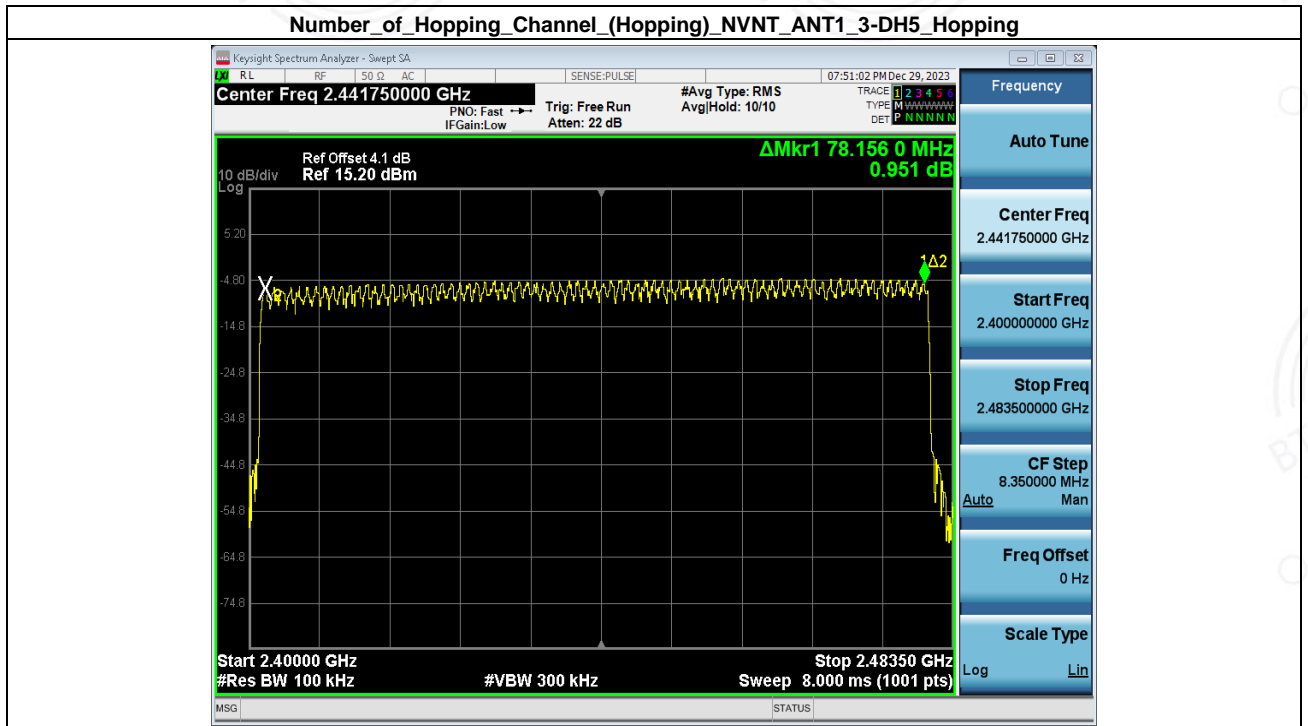 Number_of_Hopping_Channel_(Hopping)_NVNT_ANT1_3-DH5_Hopping
Keysight Spectrum Analyzer - Swept SA
LXI RL RF 50 Ω AC SENSE:PULSE 07:51:02 PM Dec 29, 2023
Center Freq 2.441750000 GHz
PNO: Fast
IFGain:Low
Trig: Free Run
Atten: 22 dB
#Avg Type: RMS
Avg|Hold: 10/10
TRACE 1 2 3 4 5 6
TYPE M WWWWW
DET P N N N N N
ΔMkr1 78.156 0 MHz
0.951 dB
Ref Offset 4.1 dB
10 dB/div Ref 15.20 dBm
Log
5.20
-4.80
-14.8
-24.8
-34.8
-44.8
-54.8
-64.8
-74.8
1Δ2
Start 2.40000 GHz Stop 2.48350 GHz
#Res BW 100 kHz #VBW 300 kHz Sweep 8.000 ms (1001 pts)
MSG STATUS
Frequency
Auto Tune
Center Freq
2.441750000 GHz
Start Freq
2.400000000 GHz
Stop Freq
2.483500000 GHz
CF Step
8.350000 MHz
Auto Man
Freq Offset
0 Hz
Scale Type
Log Lin